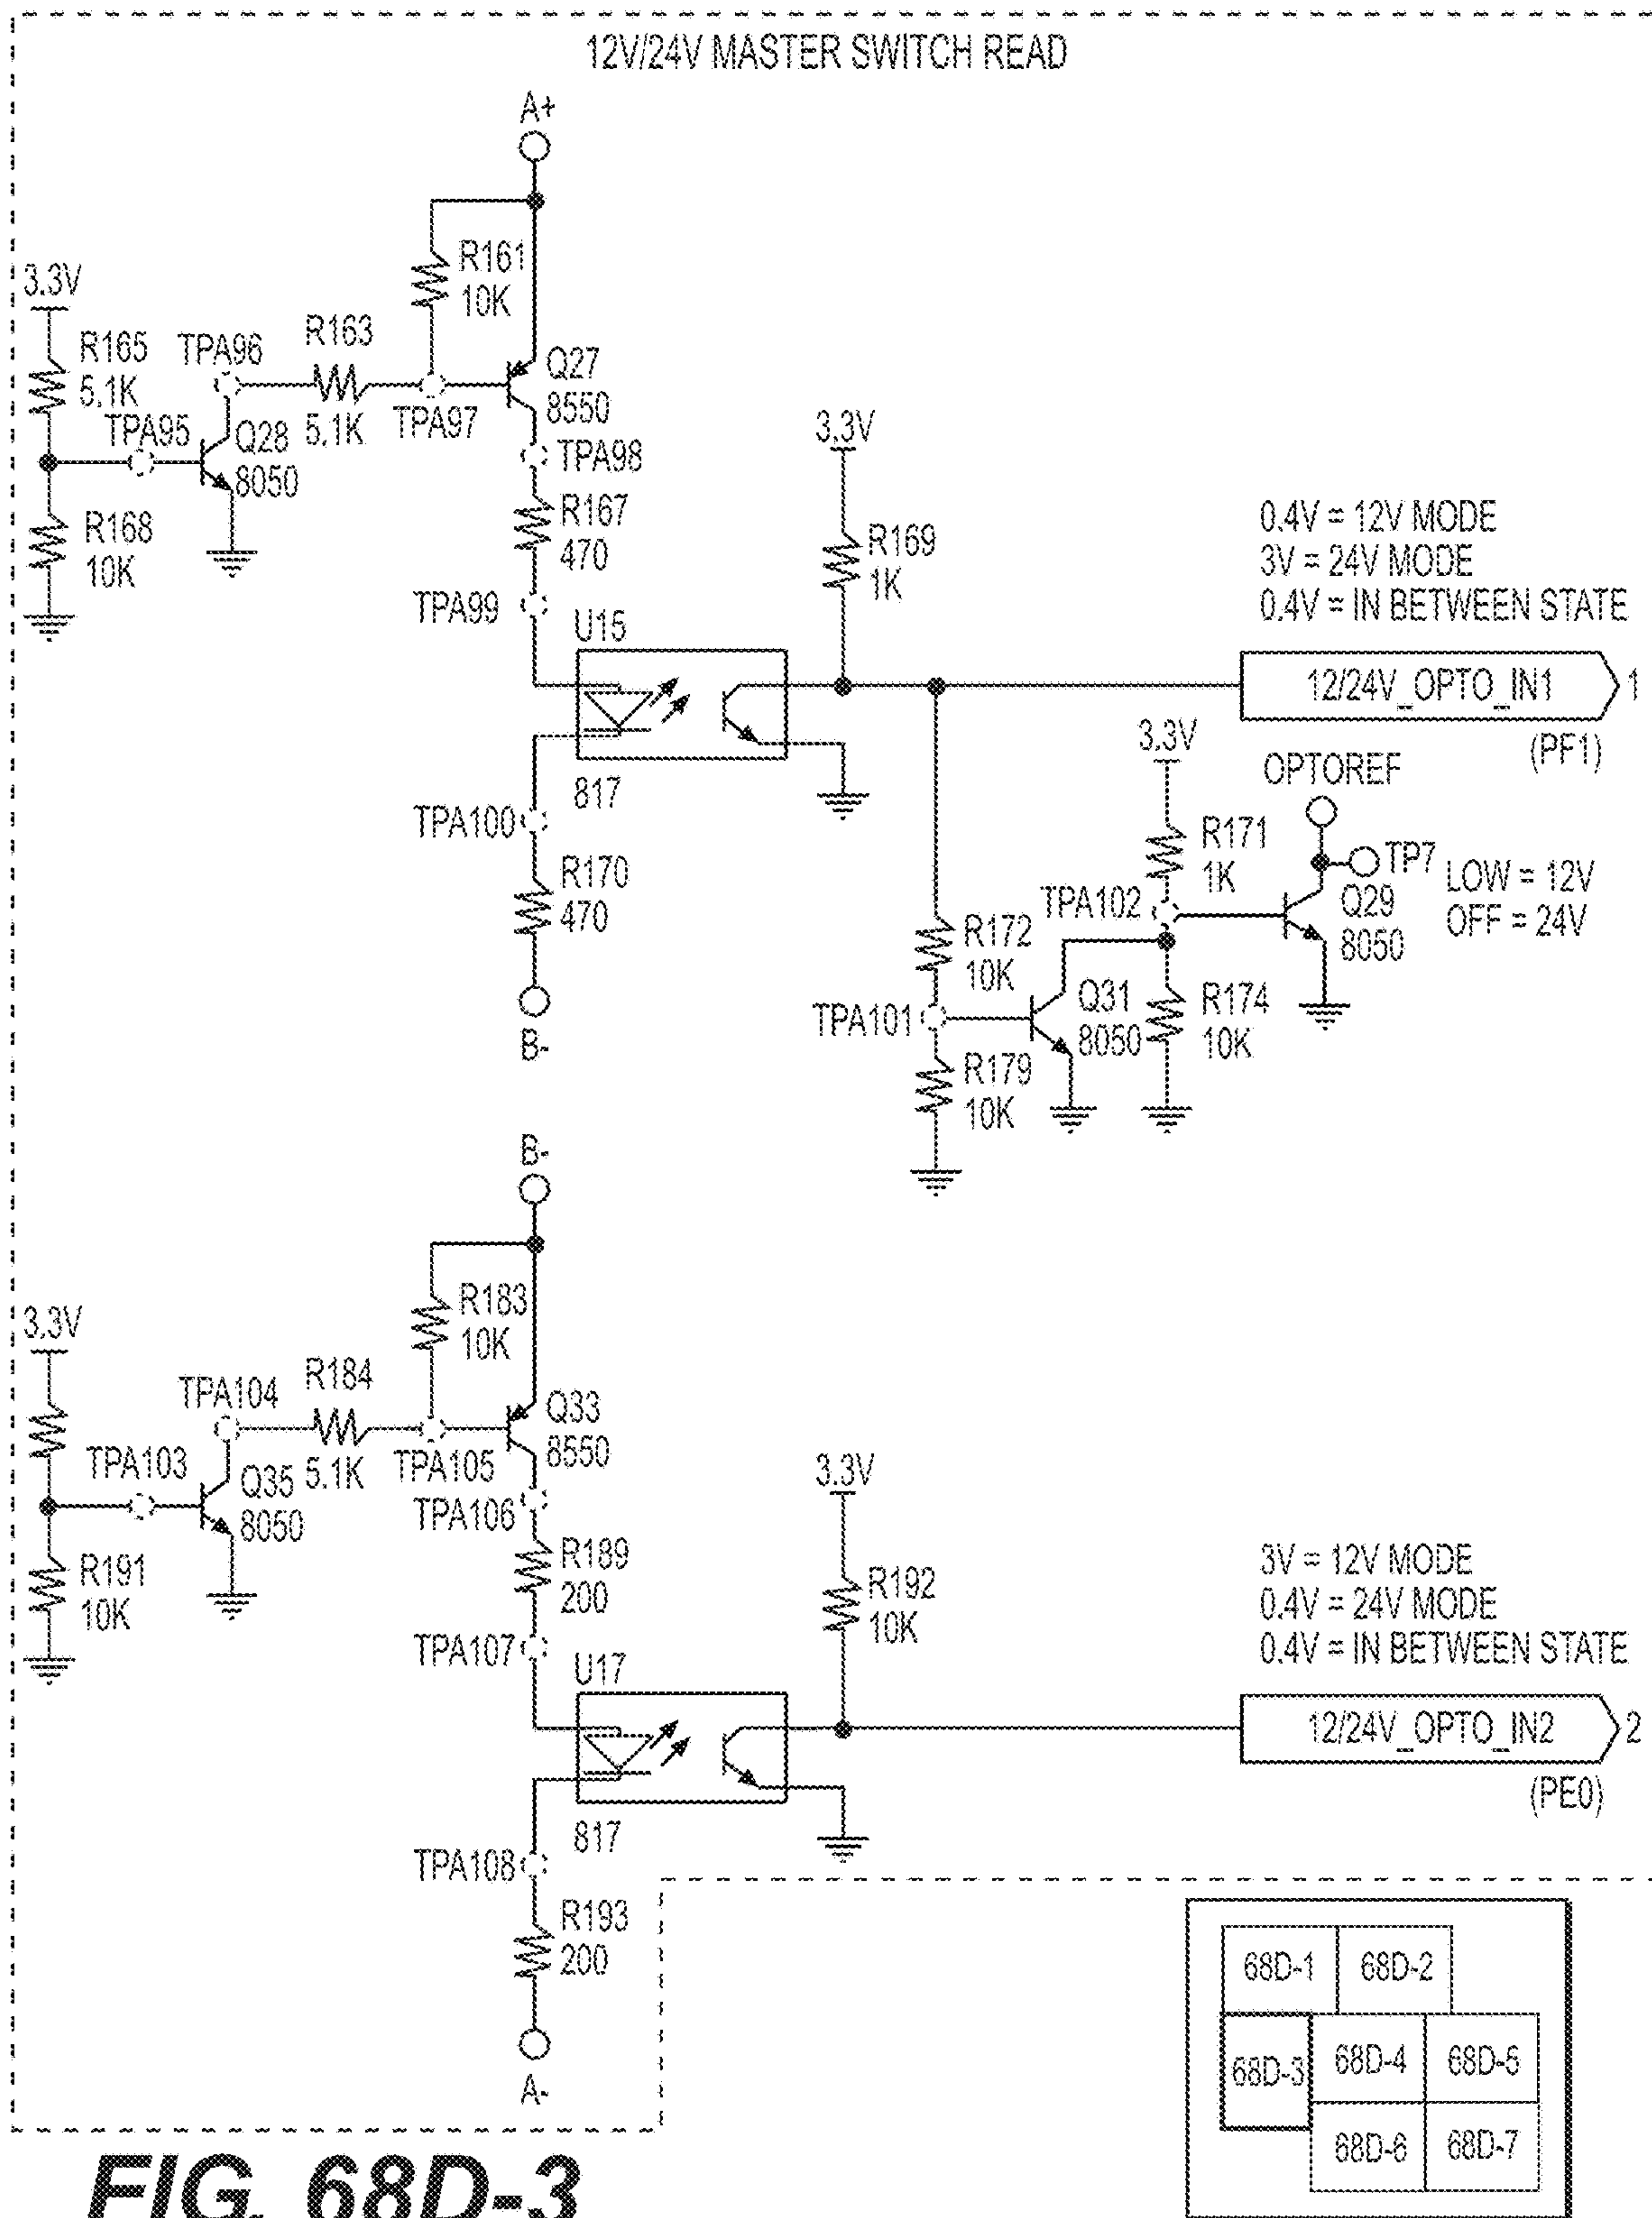 12V/24V MASTER SWITCH READ
A+
R161
10K
3.3V
R165
5.1K
TPA96
R163
5.1K
TPA97
Q27
8550
TPA95
Q28
8050
TPA98
R168
10K
R167
470
TPA99
3.3V
R169
1K
0.4V = 12V MODE
3V = 24V MODE
0.4V = IN BETWEEN STATE
U15
817
12/24V_OPTO_IN1
1
(PF1)
TPA100
R170
470
B-
3.3V
OPTOREF
R171
1K
TP7
TPA102
Q29
8050
LOW = 12V
OFF = 24V
R172
10K
TPA101
Q31
8050
R174
10K
R179
10K
B-
R183
10K
3.3V
TPA104
R184
5.1K
TPA105
Q33
8550
TPA103
Q35
8050
TPA106
R191
10K
R189
200
TPA107
3.3V
R192
10K
3V = 12V MODE
0.4V = 24V MODE
0.4V = IN BETWEEN STATE
U17
817
12/24V_OPTO_IN2
2
(PE0)
TPA108
R193
200
A-
68D-1
68D-2
68D-3
68D-4
68D-5
68D-6
68D-7
FIG. 68D-3